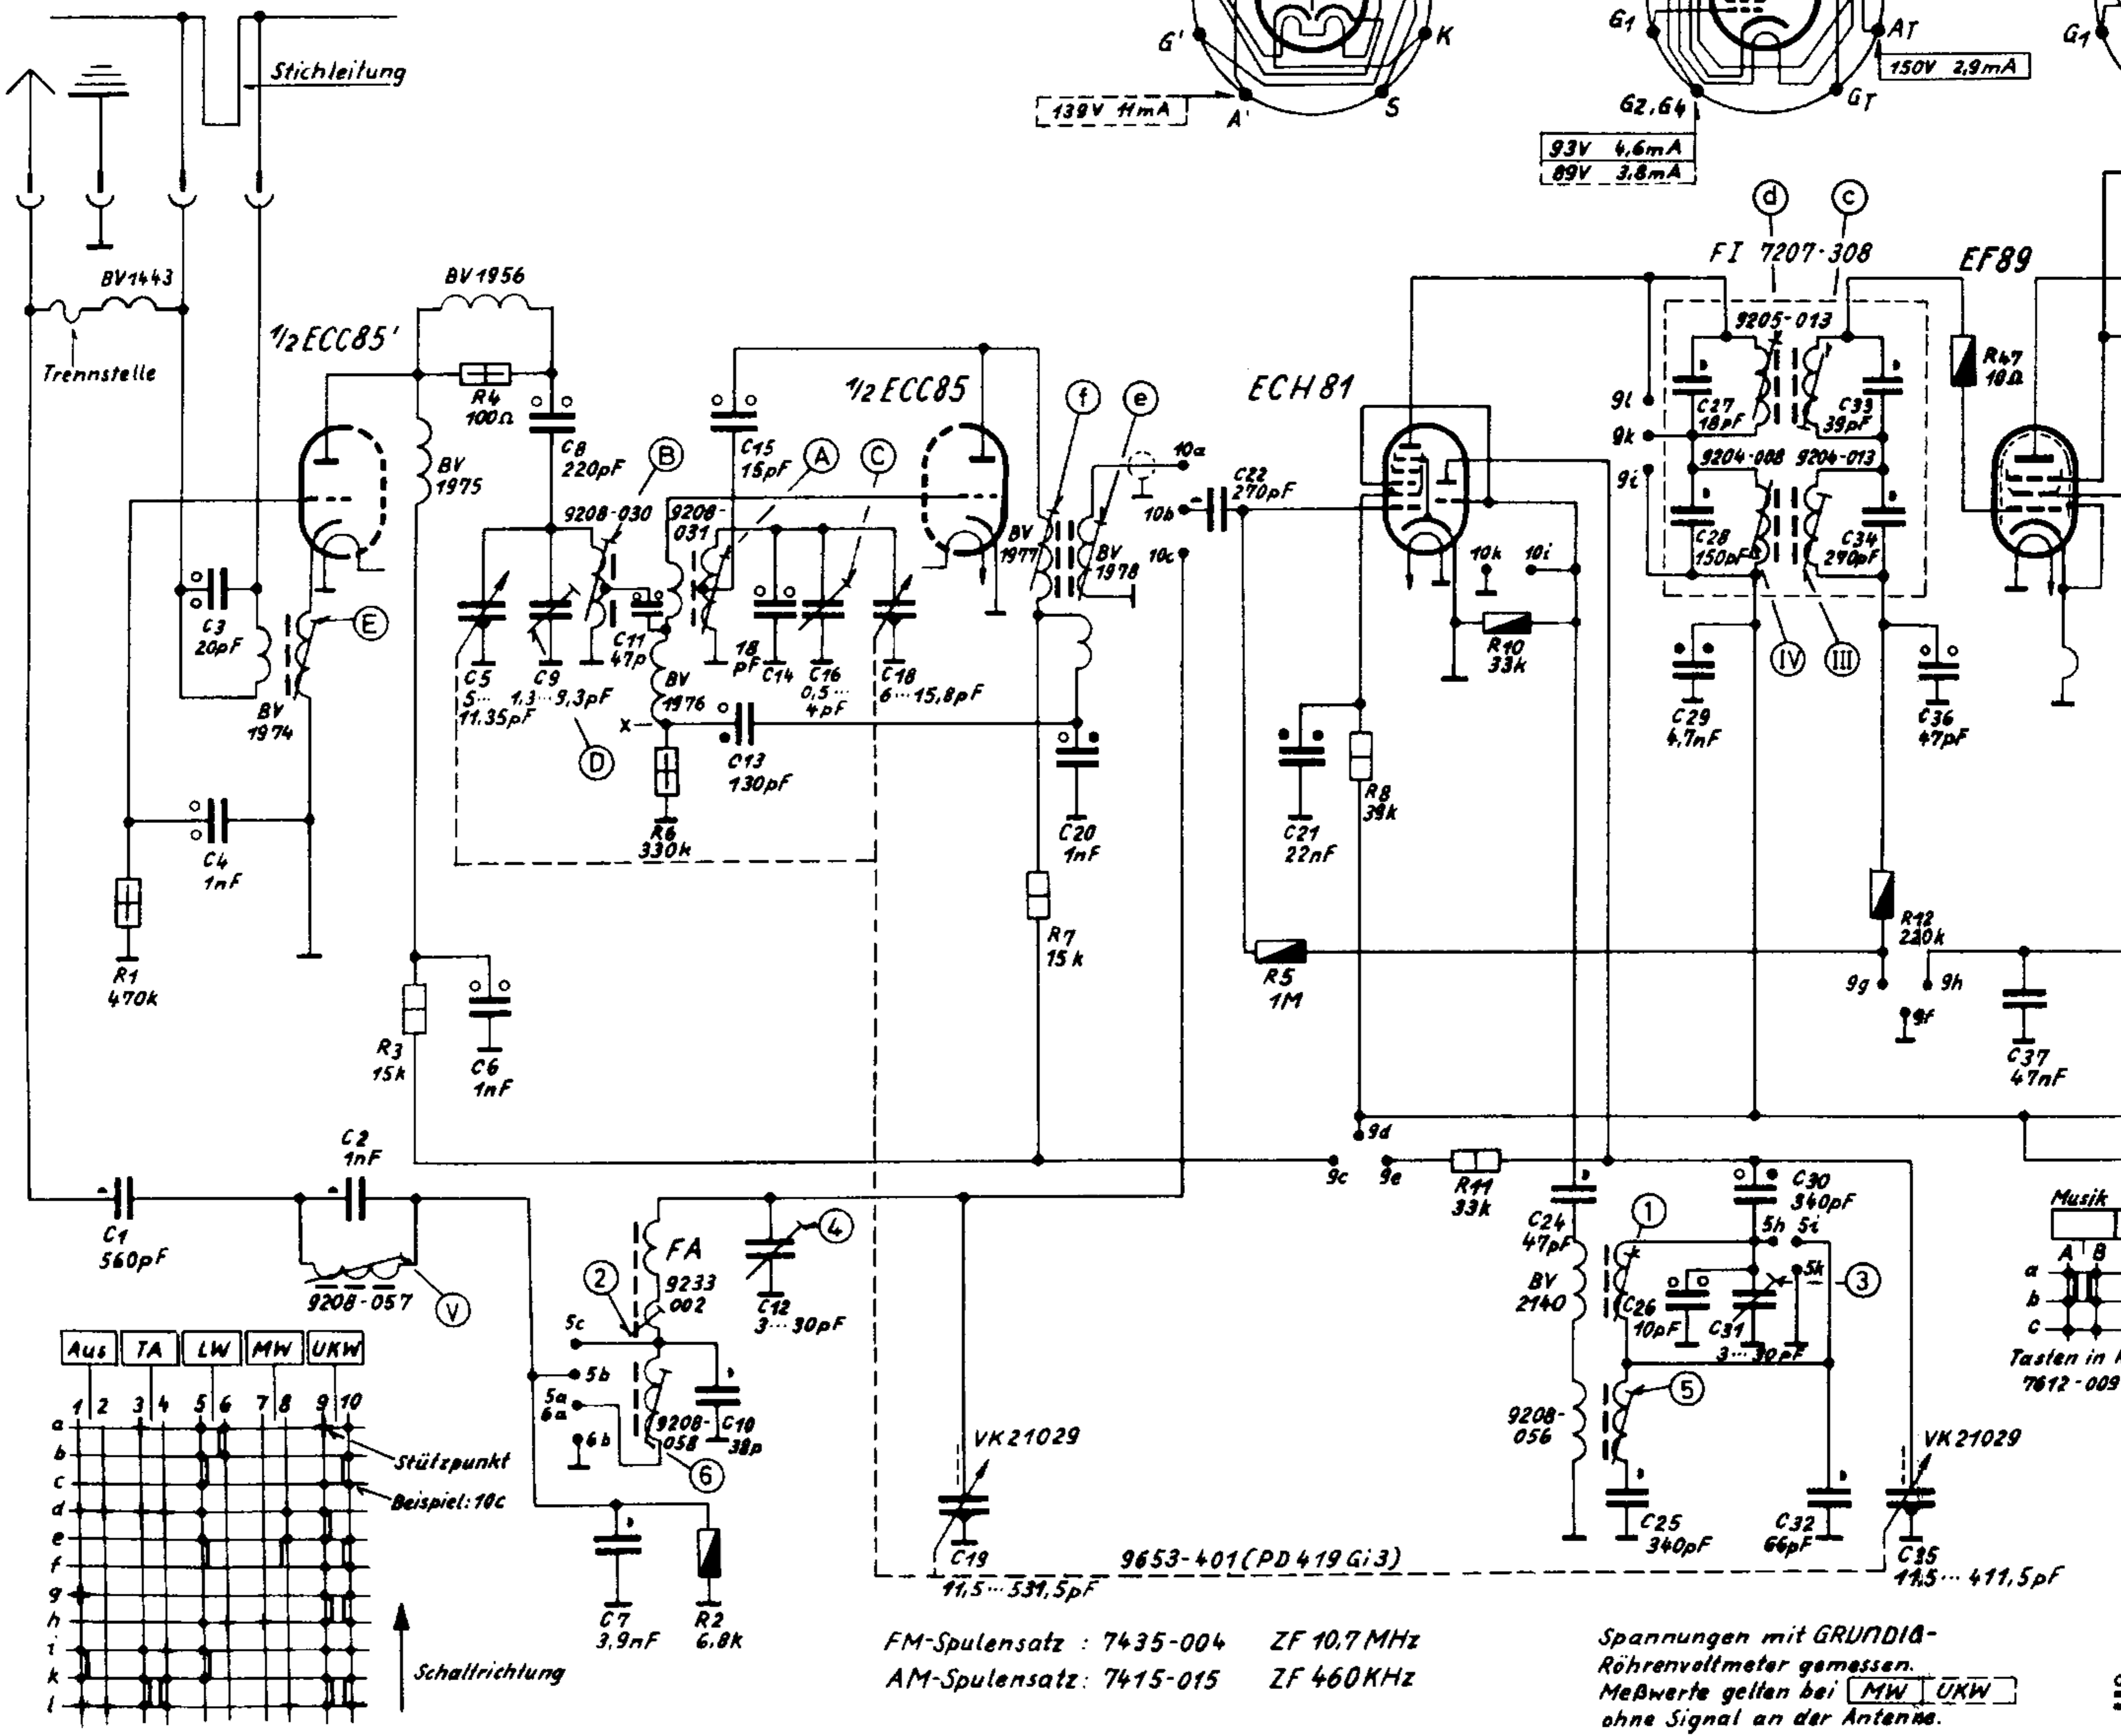 Stichleitung
G'
K
A'
S
139V 11mA
G1
AT
150V 2,9mA
G2,G4
GT
93V 4,6mA
89V 3,8mA
G1
BV1443
Trennstelle
1/2 ECC85'
BV 1956
R4
100Ω
C8
220pF
BV
1975
C3
20pF
BV
1974
E
C4
1nF
R1
470k
R3
15k
C6
1nF
9208-030
B
9208-
031
C15
15pF
A
C
1/2 ECC85
C5
5...
11,35pF
C9
1,3...9,3pF
D
C11
47p
BV
1976
X
18
pF
C14
C16
0,5...
4pF
C18
6...15,8pF
C13
130pF
R6
330k
f
e
BV
1977
BV
1978
C20
1nF
R7
15k
10a
10b
10c
C22
270pF
ECH 81
10k
10i
R10
33k
C21
22nF
R8
39k
R5
1M
d
c
FI 7207-308
9205-013
9l
9k
9i
C27
18pF
C33
39pF
9204-008
9204-013
C28
150pF
C34
270pF
IV
III
C29
4,7nF
C36
47pF
EF89
R47
10Ω
R12
220k
9g
9h
9f
C37
47nF
9d
9c
9e
R11
33k
C1
560pF
C2
1nF
9208-057
V
FA
9233
002
2
4
C12
3...30pF
5c
5b
5a
6a
6b
9208-
058
C10
38p
6
C7
3,9nF
R2
6,8k
VK21029
C19
11,5...531,5pF
9653-401 (PD 419 Gi3)
C24
47pF
BV
2140
1
C26
10pF
C30
340pF
5h
5i
5k
3
C31
3...30pF
9208-
056
5
C25
340pF
C32
66pF
VK21029
C35
11,5...411,5pF
Musik
A B
a
b
c
Tasten in
7612-009
Aus TA LW MW UKW
1 2 3 4 5 6 7 8 9 10
a
b
c
d
e
f
g
h
i
k
l
Stützpunkt
Beispiel: 10c
Schaltrichtung
FM-Spulensatz : 7435-004 ZF 10,7 MHz
AM-Spulensatz : 7415-015 ZF 460KHz
Spannungen mit GRUNDIG-
Röhrenvoltmeter gemessen.
Meßwerte gelten bei MW UKW
ohne Signal an der Antenne.